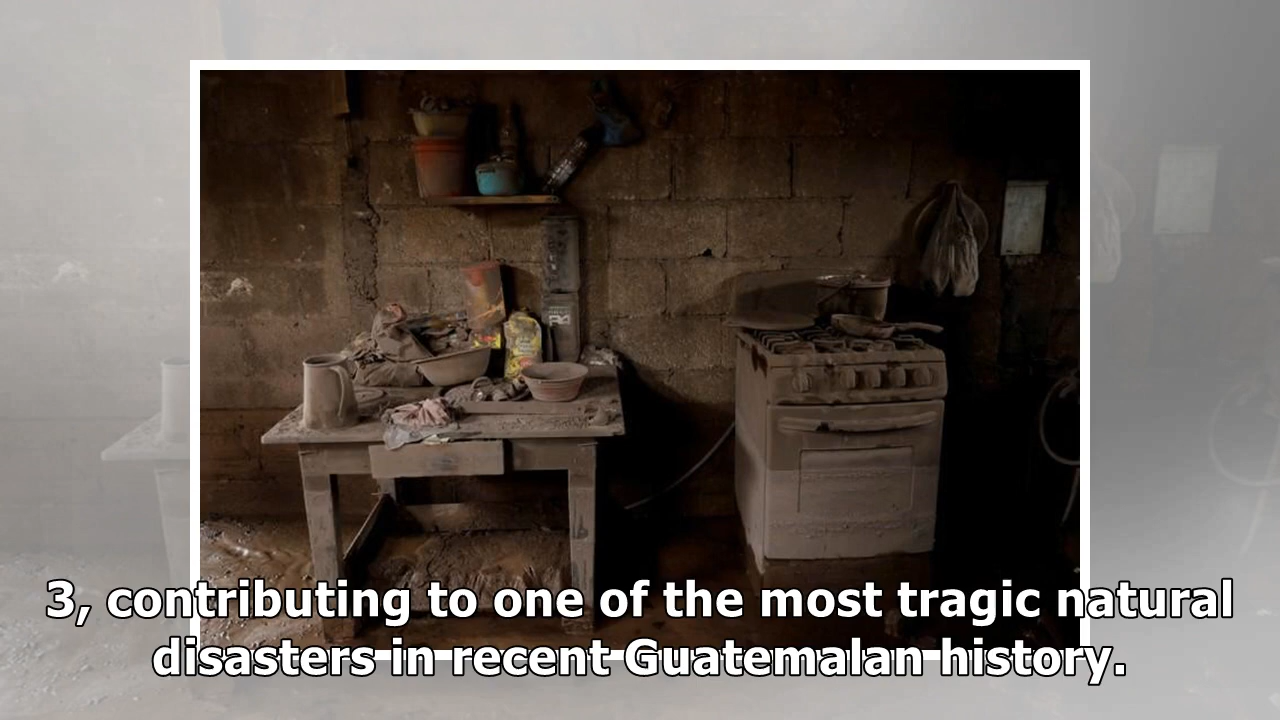 3, contributing to one of the most tragic natural
disasters in recent Guatemalan history.